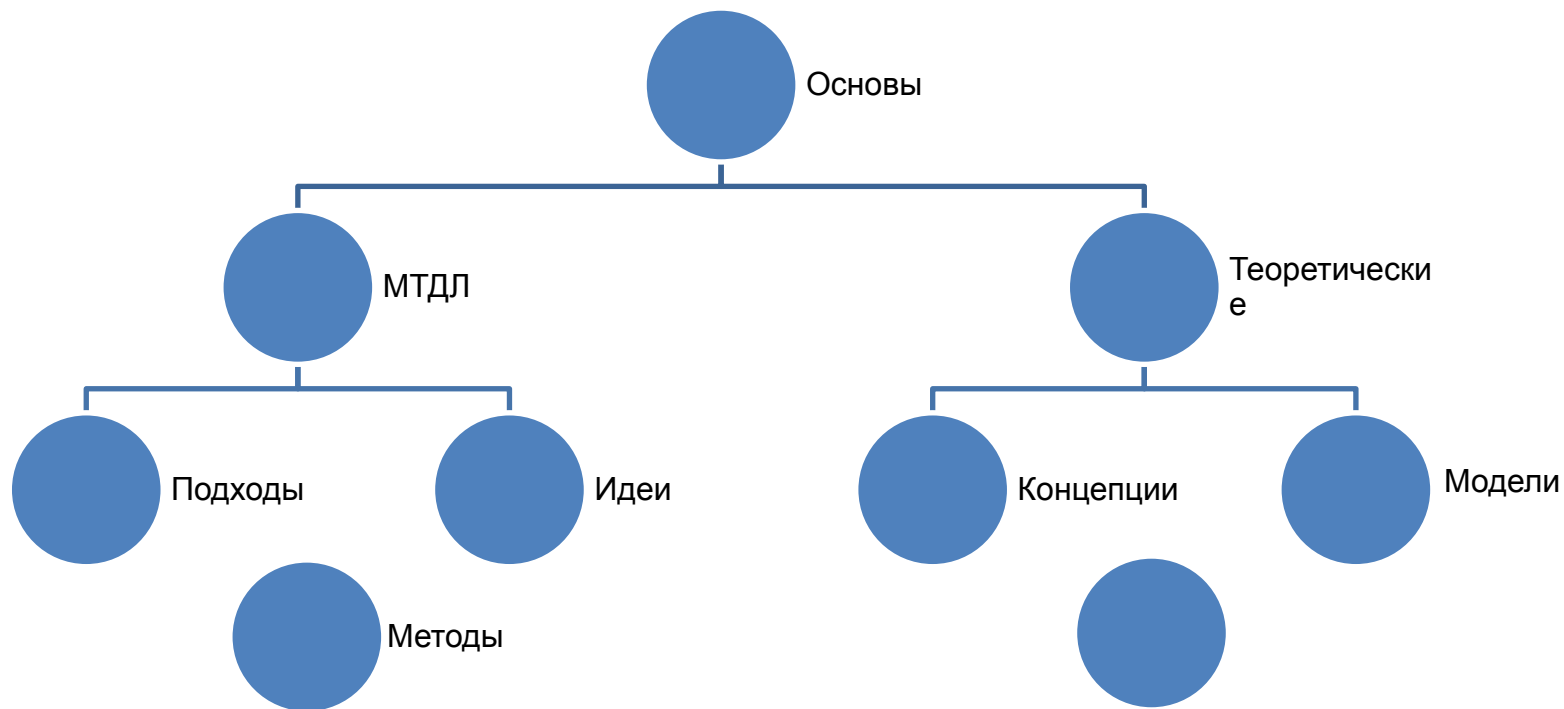 Основы
МТДЛ
Теоретически
е
Подходы
Идеи
Концепции
Модели
Методы